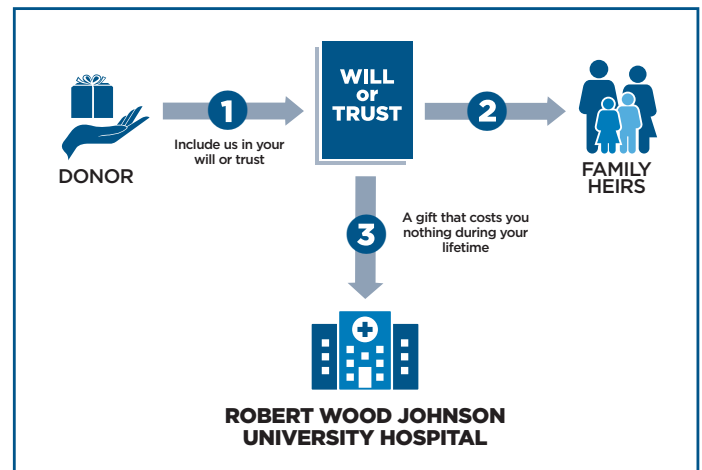 DONOR
1
Include us in your
will or trust
WILL
or
TRUST
2
FAMILY
HEIRS
3
A gift that costs you
nothing during your
lifetime
ROBERT WOOD JOHNSON
UNIVERSITY HOSPITAL